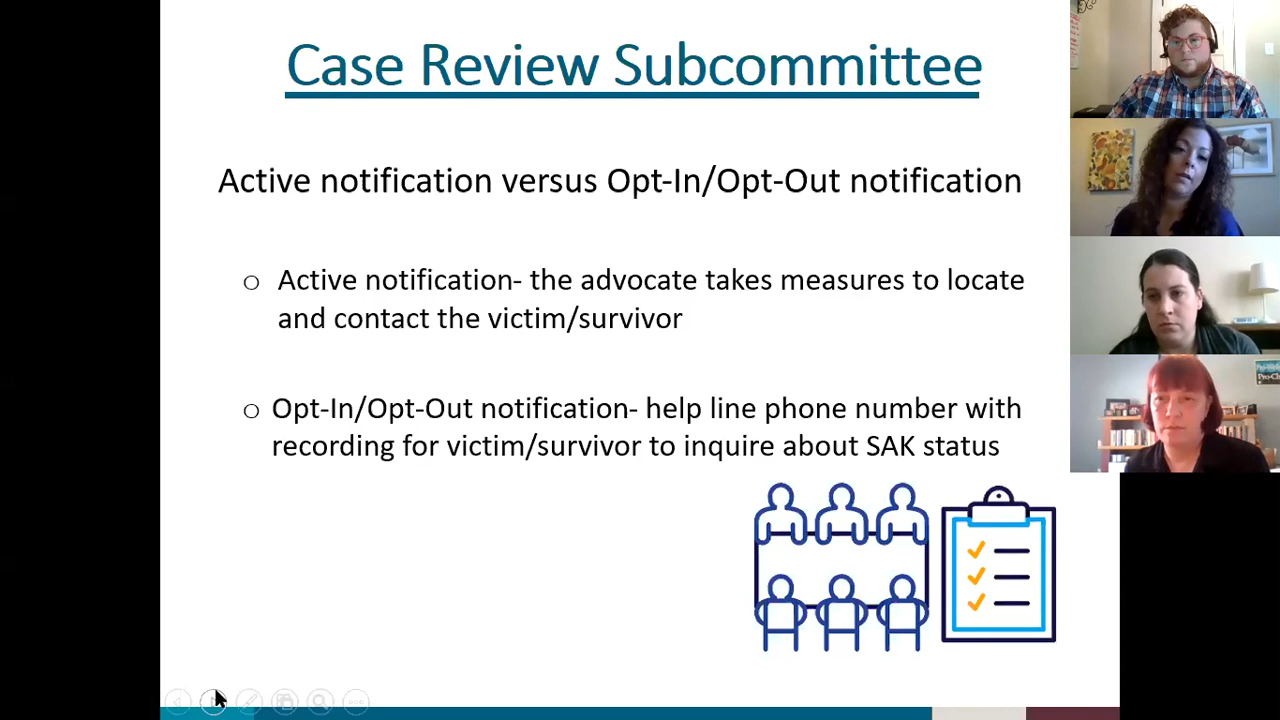 Case Review Subcommittee
Active notification versus Opt-In/Opt-Out notification
○ Active notification- the advocate takes measures to locate
and contact the victim/survivor
○ Opt-In/Opt-Out notification- help line phone number with
recording for victim/survivor to inquire about SAK status